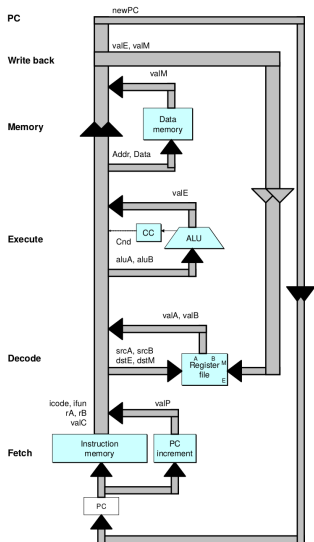 newPC
PC
valE, valM
Write back
valM
Data
memory
Memory
Addr, Data
valE
CC
ALU
Execute
Cnd
aluA, aluB
valA, valB
A B
M
Register
file
E
srcA, srcB
dstE, dstM
Decode
icode, ifun
rA, rB
valC
valP
Instruction
memory
PC
increment
Fetch
PC